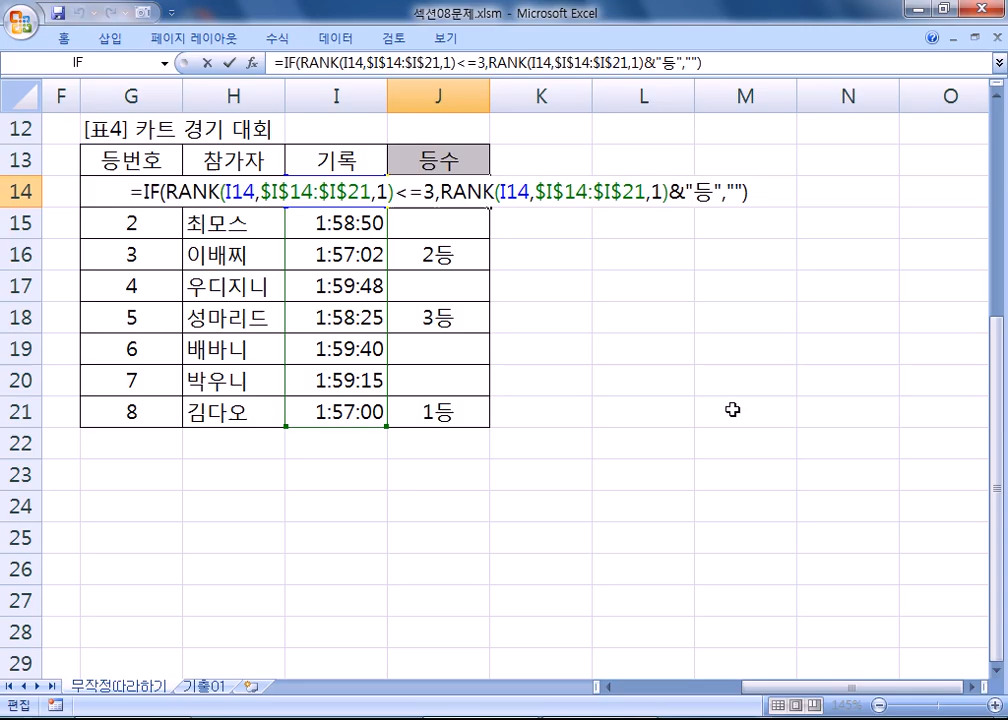 섹션08문제.xlsm - Microsoft Excel
홈 삽입 페이지 레이아웃 수식 데이터 검토 보기
IF =IF(RANK(I14,$I$14:$I$21,1)<=3,RANK(I14,$I$14:$I$21,1)&"등","")
F G H I J K L M N O
12 [표4] 카트 경기 대회
13 등번호 참가자 기록 등수
14 =IF(RANK(I14,$I$14:$I$21,1)<=3,RANK(I14,$I$14:$I$21,1)&"등","")
15 2 최모스 1:58:50
16 3 이배찌 1:57:02 2등
17 4 우디지니 1:59:48
18 5 성마리드 1:58:25 3등
19 6 배바니 1:59:40
20 7 박우니 1:59:15
21 8 김다오 1:57:00 1등
22
23
24
25
26
27
28
29
무작정따라하기 기출01
편집 145%